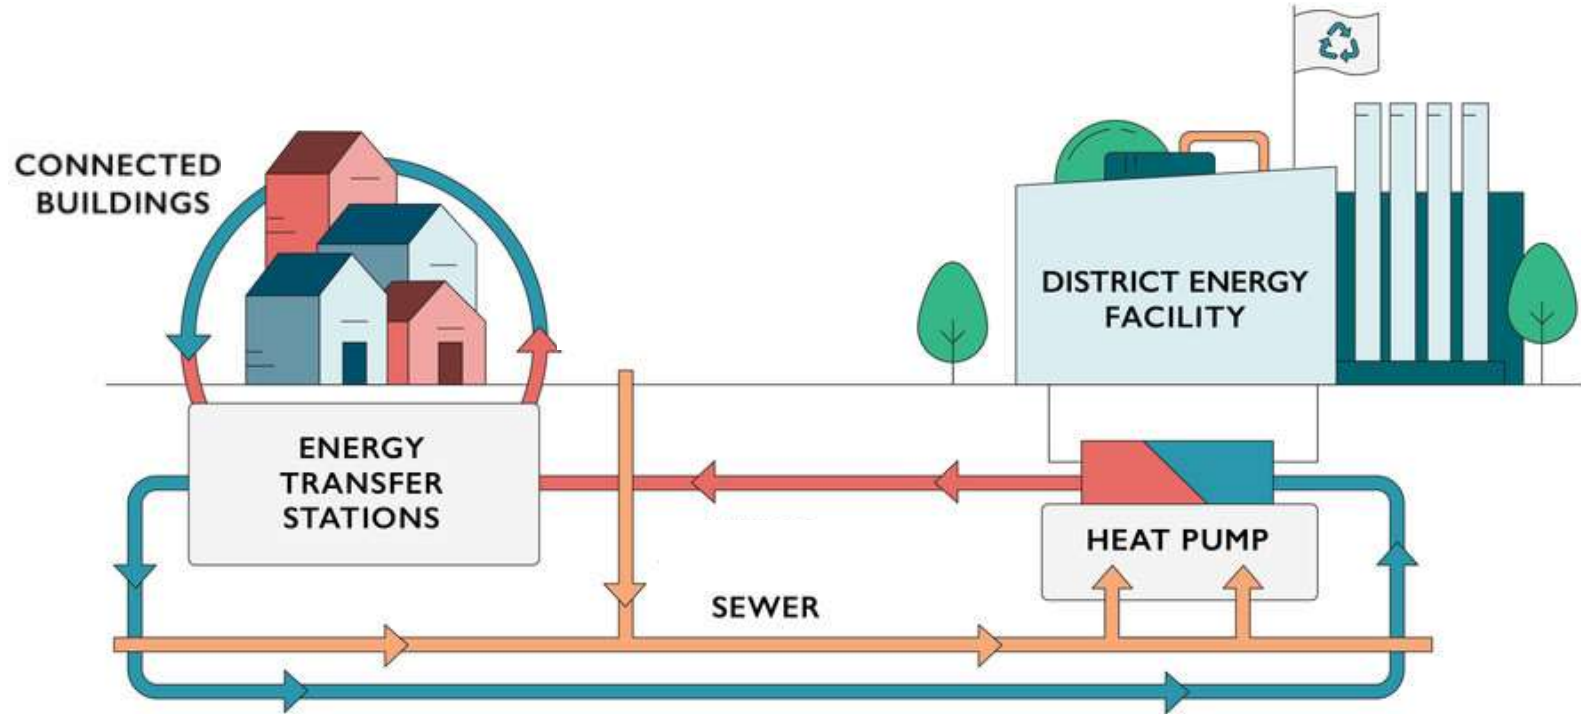 CONNECTED
BUILDINGS
DISTRICT ENERGY
FACILITY
ENERGY
TRANSFER
STATIONS
HEAT PUMP
SEWER